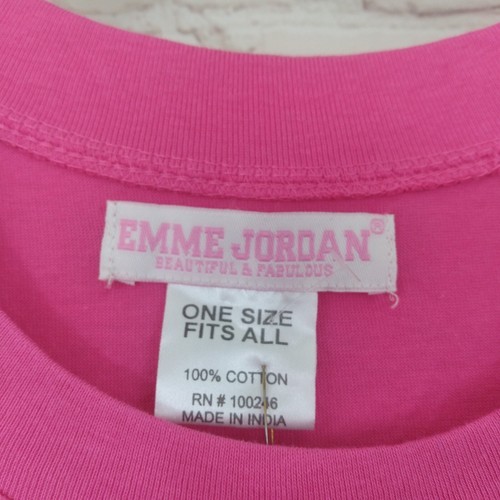 EMME JORDAN®
BEAUTIFUL & FABULOUS
ONE SIZE
FITS ALL
100% COTTON
RN # 100246
MADE IN INDIA